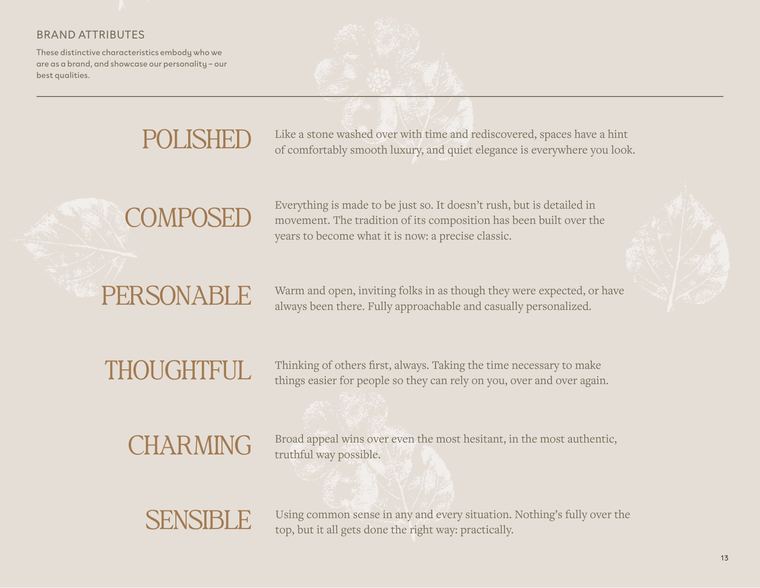 BRAND ATTRIBUTES
These distinctive characteristics embody who we
are as a brand, and showcase our personality – our
best qualities.
POLISHED
Like a stone washed over with time and rediscovered, spaces have a hint
of comfortably smooth luxury, and quiet elegance is everywhere you look.
COMPOSED
Everything is made to be just so. It doesn’t rush, but is detailed in
movement. The tradition of its composition has been built over the
years to become what it is now: a precise classic.
PERSONABLE
Warm and open, inviting folks in as though they were expected, or have
always been there. Fully approachable and casually personalized.
THOUGHTFUL
Thinking of others first, always. Taking the time necessary to make
things easier for people so they can rely on you, over and over again.
CHARMING
Broad appeal wins over even the most hesitant, in the most authentic,
truthful way possible.
SENSIBLE
Using common sense in any and every situation. Nothing’s fully over the
top, but it all gets done the right way: practically.
13